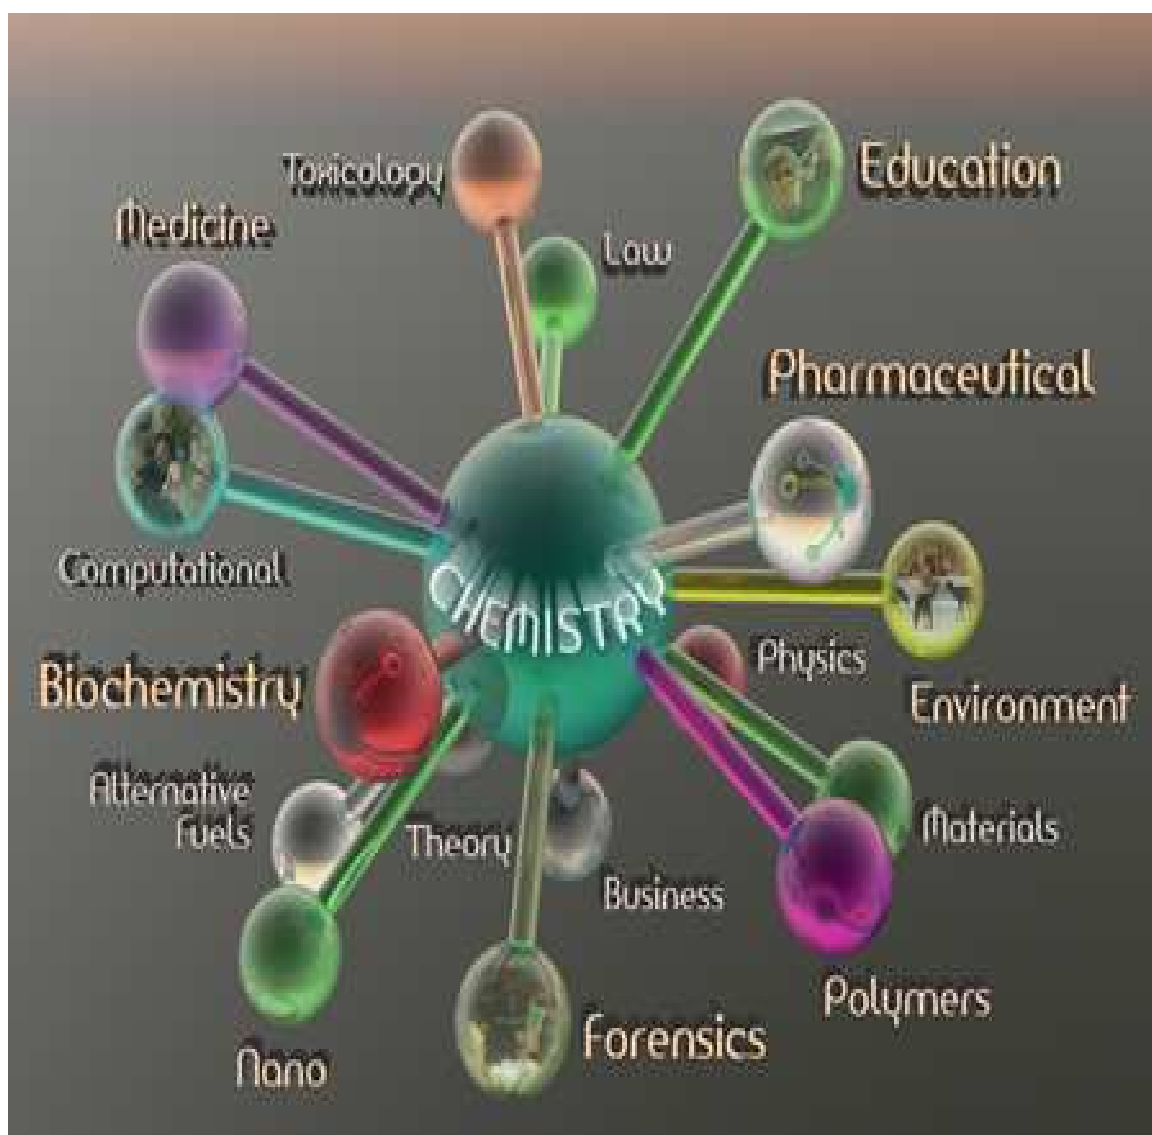 Toxicology
Education
Medicine
Law
Pharmaceutical
Computational
CHEMISTRY
Physics
Biochemistry
Environment
Alternative
Fuels
Theory
Materials
Business
Polymers
Forensics
Nano